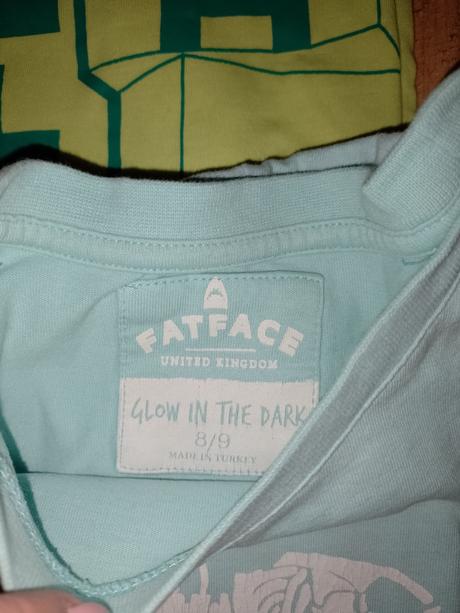 FATFACE
UNITED KINGDOM
GLOW IN THE DARK
8/9
MADE IN TURKEY